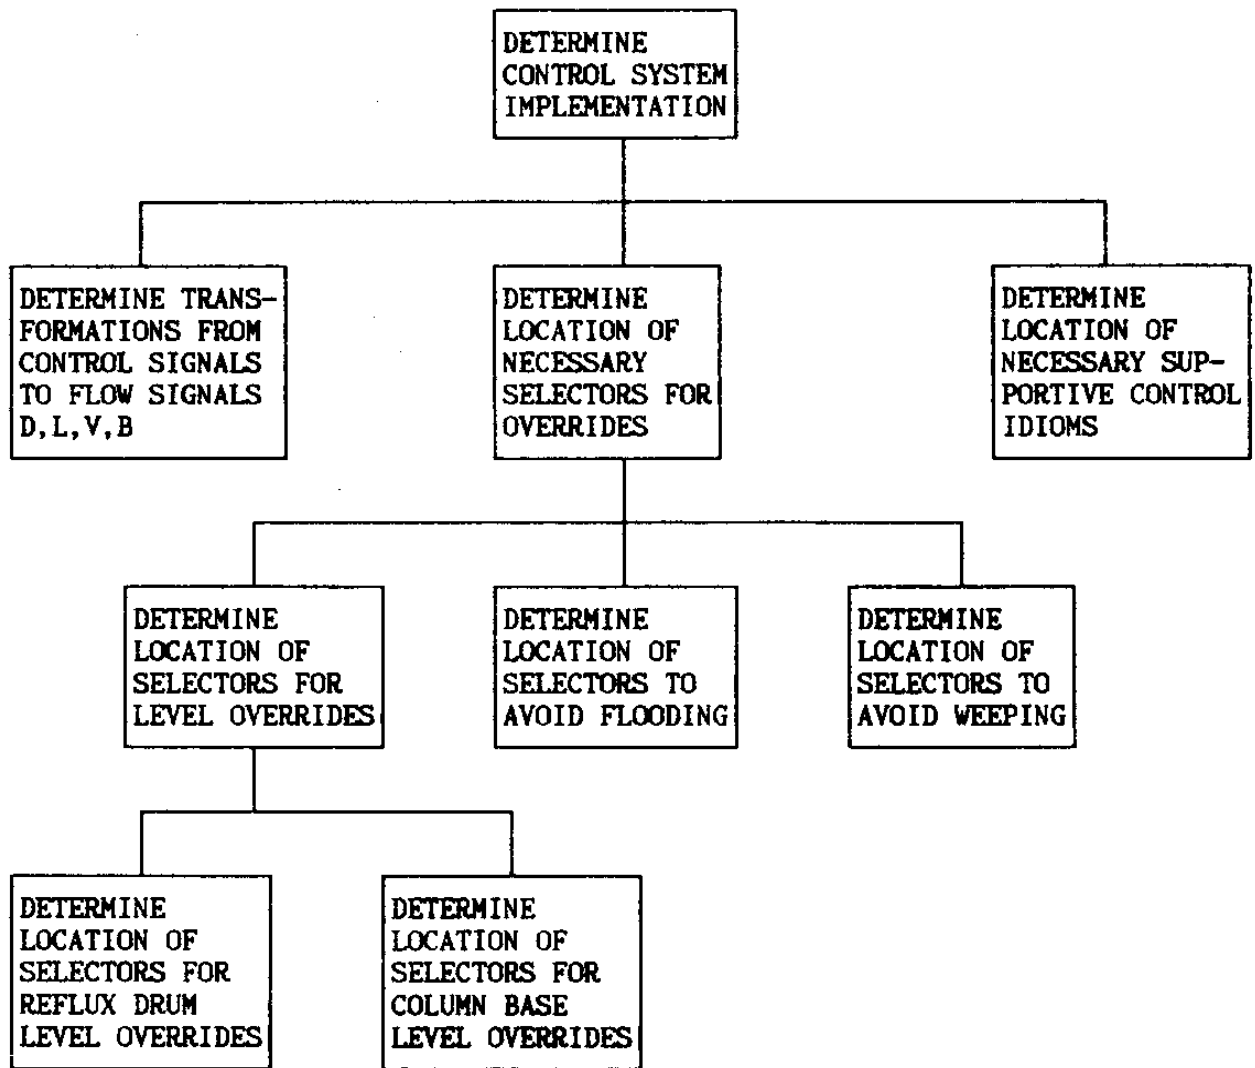 DETERMINE
CONTROL SYSTEM
IMPLEMENTATION
DETERMINE TRANS-
FORMATIONS FROM
CONTROL SIGNALS
TO FLOW SIGNALS
D,L,V,B
DETERMINE
LOCATION OF
NECESSARY
SELECTORS FOR
OVERRIDES
DETERMINE
LOCATION OF
NECESSARY SUP-
PORTIVE CONTROL
IDIOMS
DETERMINE
LOCATION OF
SELECTORS FOR
LEVEL OVERRIDES
DETERMINE
LOCATION OF
SELECTORS TO
AVOID FLOODING
DETERMINE
LOCATION OF
SELECTORS TO
AVOID WEEPING
DETERMINE
LOCATION OF
SELECTORS FOR
REFLUX DRUM
LEVEL OVERRIDES
DETERMINE
LOCATION OF
SELECTORS FOR
COLUMN BASE
LEVEL OVERRIDES